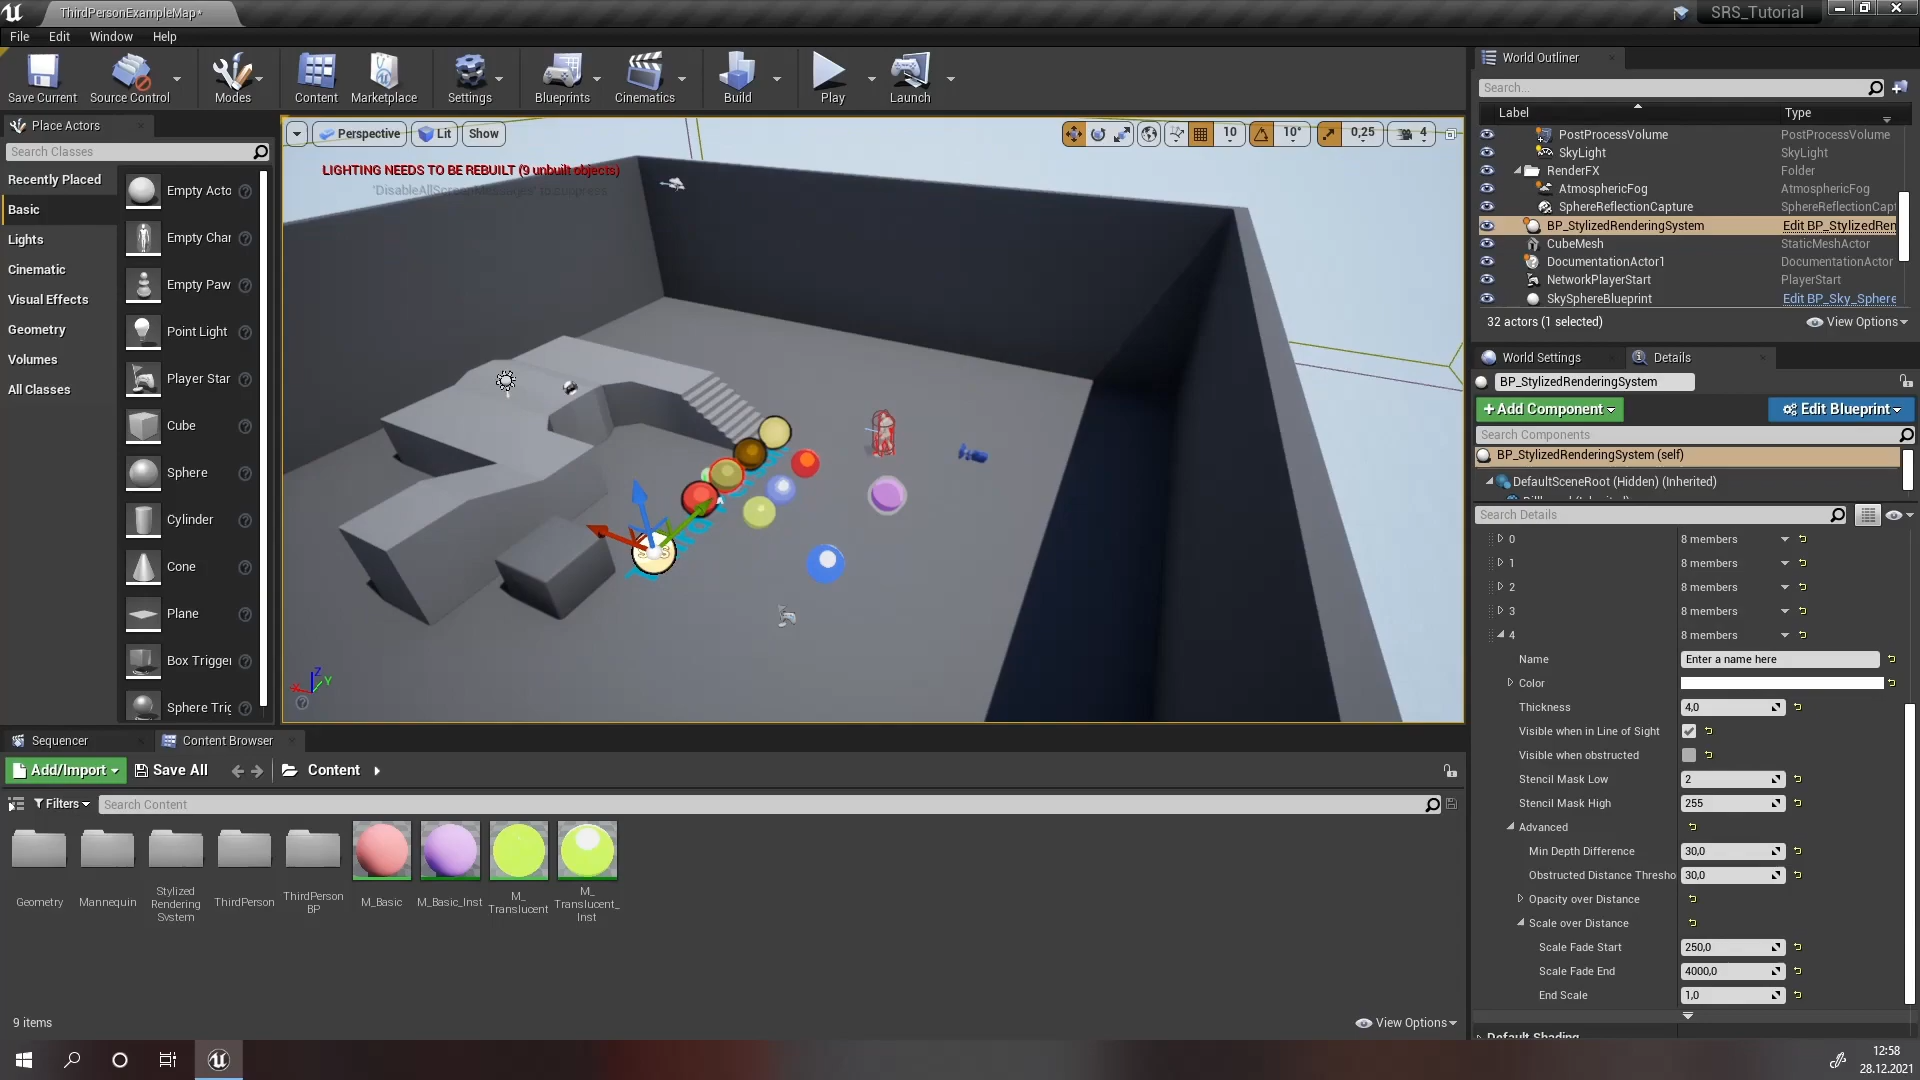 ThirdPersonExampleMap*
SRS_Tutorial
File Edit Window Help
Save Current
Source Control
Modes
Content
Marketplace
Settings
Blueprints
Cinematics
Build
Play
Launch
Place Actors
Search Classes
Recently Placed
Basic
Lights
Cinematic
Visual Effects
Geometry
Volumes
All Classes
Empty Acto
Empty Char
Empty Paw
Point Light
Player Star
Cube
Sphere
Cylinder
Cone
Plane
Box Trigger
Sphere Trig
Perspective
Lit
Show
10
10°
0,25
4
LIGHTING NEEDS TO BE REBUILT (9 unbuilt objects)
'DisableAllScreenMessages' to suppress
World Outliner
Search...
Label Type
PostProcessVolume PostProcessVolume
SkyLight SkyLight
RenderFX Folder
AtmosphericFog AtmosphericFog
SphereReflectionCapture SphereReflectionCapt
BP_StylizedRenderingSystem Edit BP_StylizedRen
CubeMesh StaticMeshActor
DocumentationActor1 DocumentationActor
NetworkPlayerStart PlayerStart
SkySphereBlueprint Edit BP_Sky_Sphere
32 actors (1 selected)
View Options
World Settings
Details
BP_StylizedRenderingSystem
+Add Component
Edit Blueprint
Search Components
BP_StylizedRenderingSystem (self)
DefaultSceneRoot (Hidden) (Inherited)
Search Details
0 8 members
1 8 members
2 8 members
3 8 members
4 8 members
Name Enter a name here
Color
Thickness 4,0
Visible when in Line of Sight
Visible when obstructed
Stencil Mask Low 2
Stencil Mask High 255
Advanced
Min Depth Difference 30,0
Obstructed Distance Thresho 30,0
Opacity over Distance
Scale over Distance
Scale Fade Start 250,0
Scale Fade End 4000,0
End Scale 1,0
Default Shading
Sequencer
Content Browser
Add/Import
Save All
Content
Filters
Search Content
Geometry
Mannequin
Stylized
Rendering
System
ThirdPerson
ThirdPerson
BP
M_Basic
M_Basic_Inst
M_
Translucent
M_
Translucent_
Inst
9 items
View Options
12:58
28.12.2021